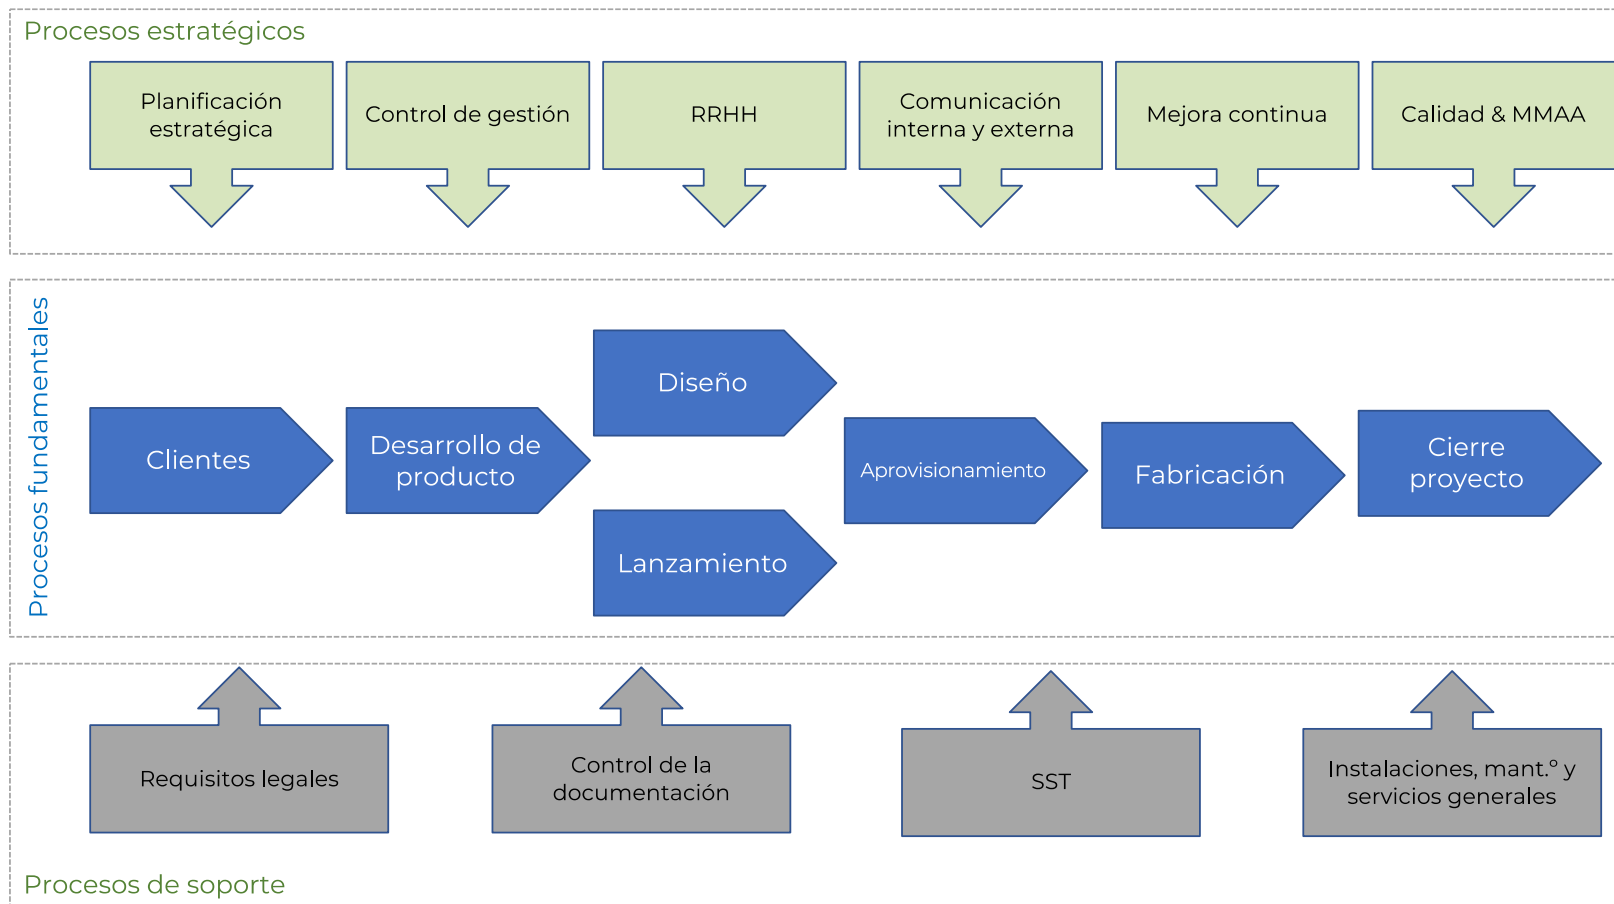 Procesos estratégicos
Planificación
estratégica
Control de gestión
RRHH
Comunicación
interna y externa
Mejora continua
Calidad & MMAA
Procesos fundamentales
Clientes
Desarrollo de
producto
Diseño
Lanzamiento
Aprovisionamiento
Fabricación
Cierre
proyecto
Requisitos legales
Control de la
documentación
SST
Instalaciones, mant.º y
servicios generales
Procesos de soporte